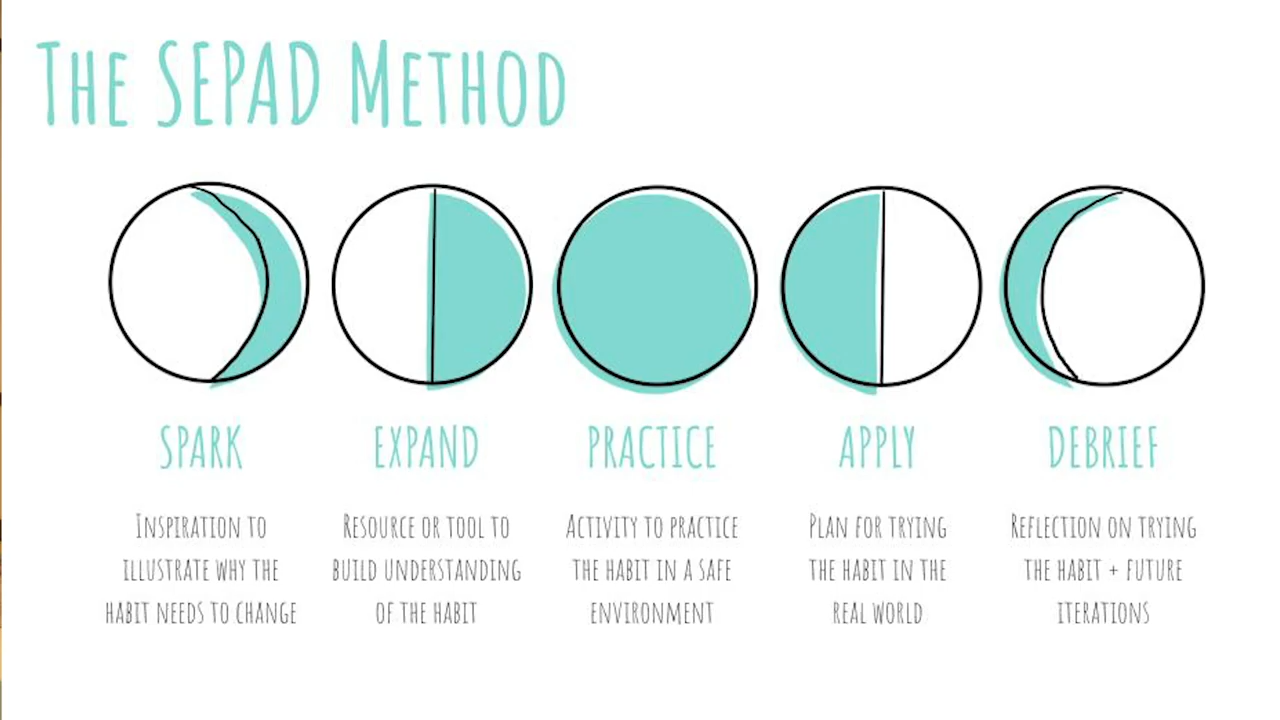 The SEPAD Method
SPARK
Inspiration to
illustrate why the
habit needs to change
EXPAND
Resource or tool to
build understanding
of the habit
PRACTICE
Activity to practice
the habit in a safe
environment
APPLY
Plan for trying
the habit in the
real world
DEBRIEF
Reflection on trying
the habit + future
iterations